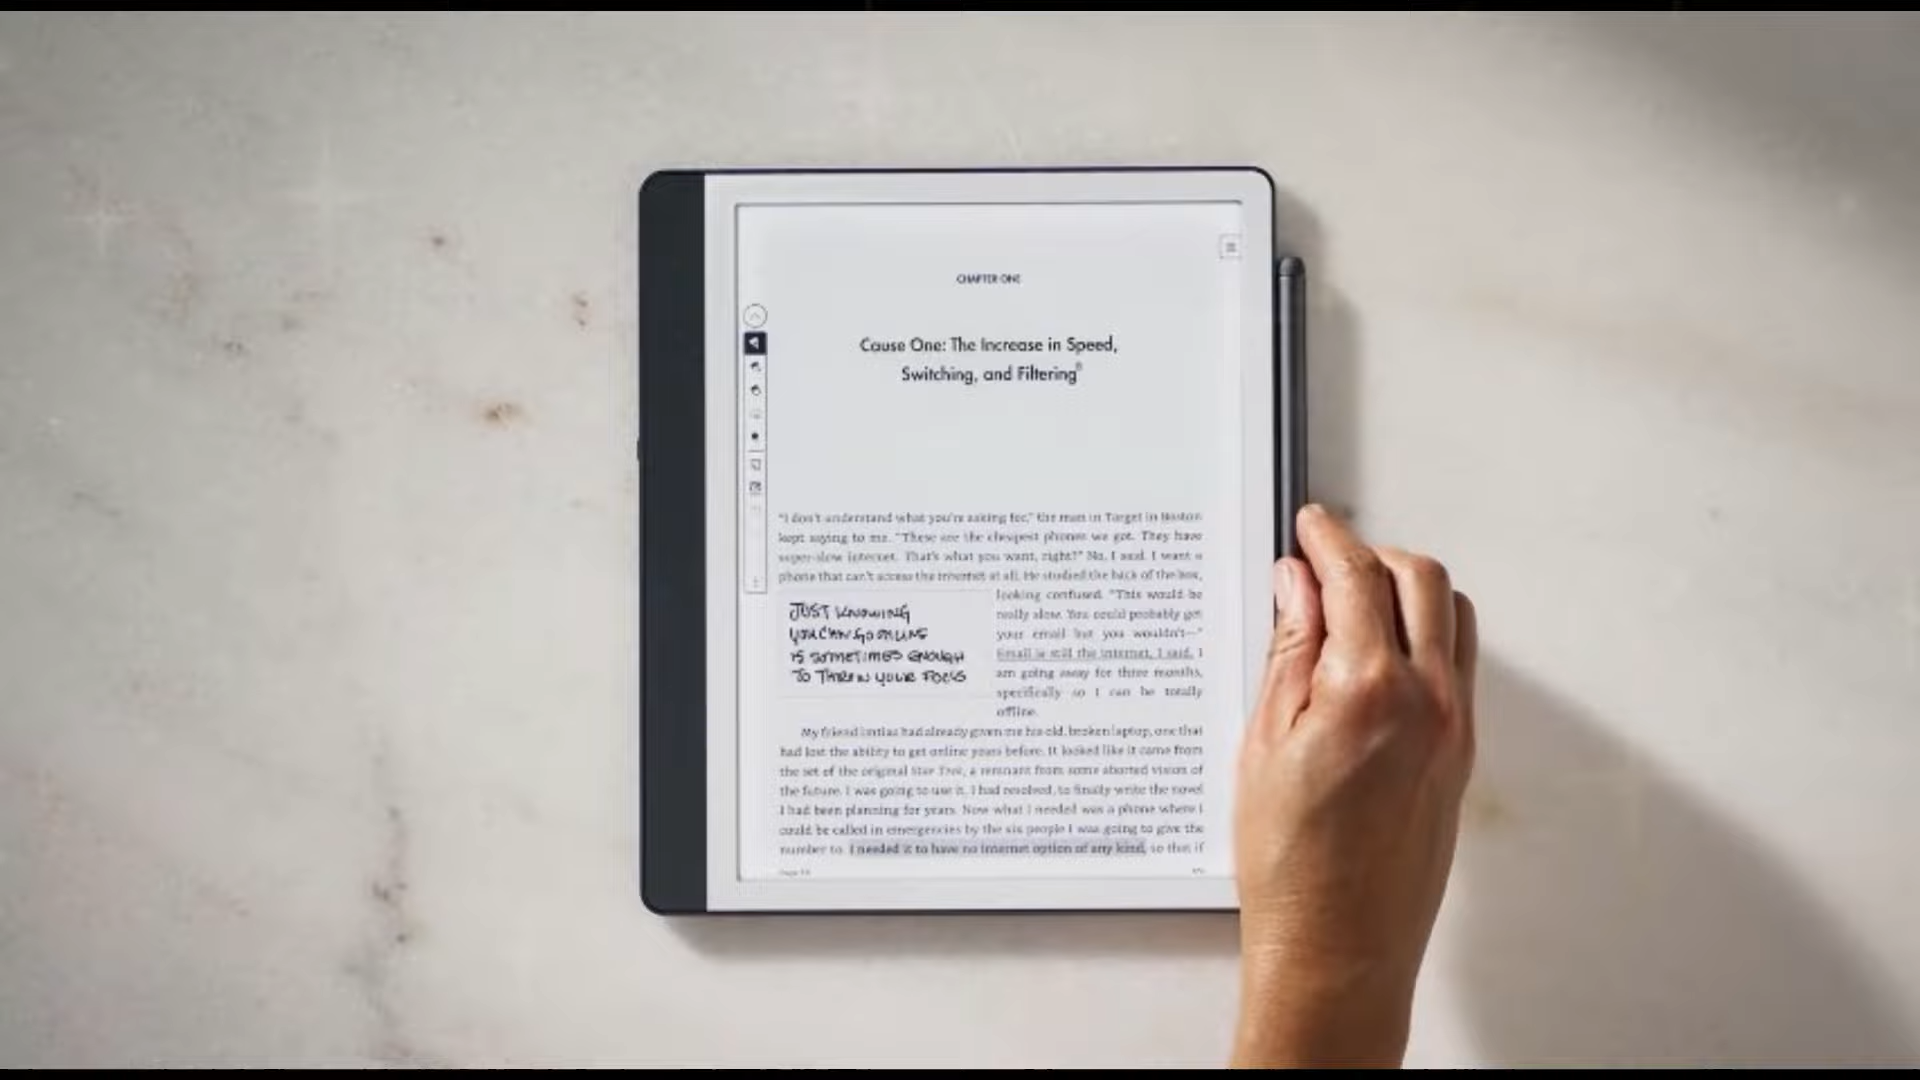 CHAPTER ONE
Cause One: The Increase in Speed,
Switching, and Filtering
"I don't understand what you're asking for," the man in Target in Boston
kept saying to me. "These are the cheapest phones we got. They have
super-slow internet. That's what you want, right?" No, I said. I want a
phone that can't access the internet at all. He studied the back of the box,
looking confused. "This would be
really slow. You could probably get
your email but you wouldn't—"
Email is still the internet, I said. I
am going away for three months,
specifically so I can be totally
offline.
JUST KNOWING
YOU CAN GO ONLINE
IS SOMETIMES ENOUGH
TO THROW YOUR FOCUS
My friend Imtiaz had already given me his old, broken laptop, one that
had lost the ability to get online years before. It looked like it came from
the set of the original Star Trek, a remnant from some aborted vision of
the future. I was going to use it, I had resolved, to finally write the novel
I had been planning for years. Now what I needed was a phone where I
could be called in emergencies by the six people I was going to give the
number to. I needed it to have no internet option of any kind, so that if